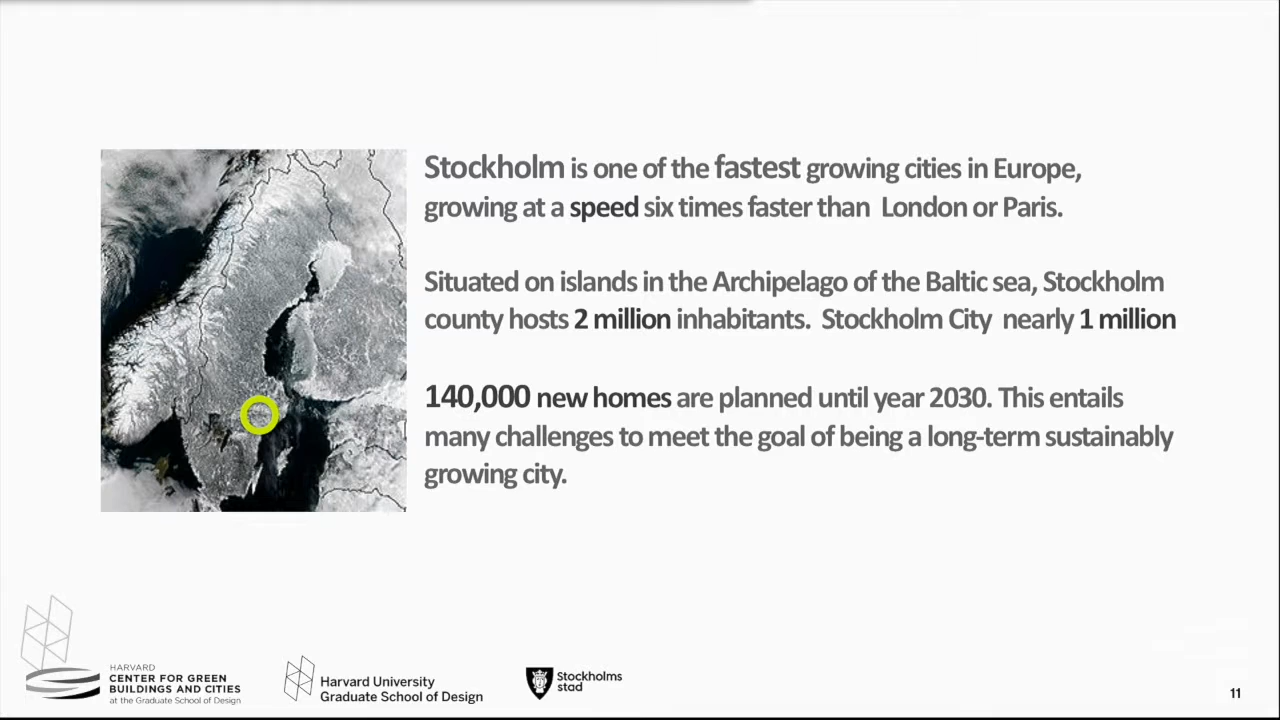 Stockholm is one of the fastest growing cities in Europe,
growing at a speed six times faster than London or Paris.
Situated on islands in the Archipelago of the Baltic sea, Stockholm
county hosts 2 million inhabitants. Stockholm City nearly 1 million
140,000 new homes are planned until year 2030. This entails
many challenges to meet the goal of being a long-term sustainably
growing city.
HARVARD
CENTER FOR GREEN
BUILDINGS AND CITIES
at the Graduate School of Design
Harvard University
Graduate School of Design
Stockholms
stad
11